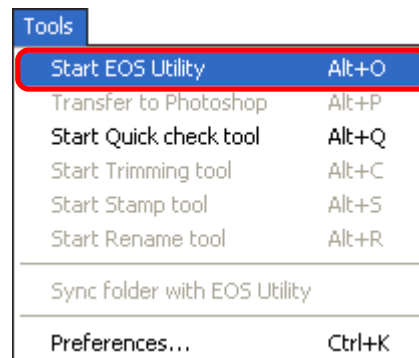 Tools
Start EOS Utility Alt+O
Transfer to Photoshop Alt+P
Start Quick check tool Alt+Q
Start Trimming tool Alt+C
Start Stamp tool Alt+S
Start Rename tool Alt+R
Sync folder with EOS Utility
Preferences... Ctrl+K